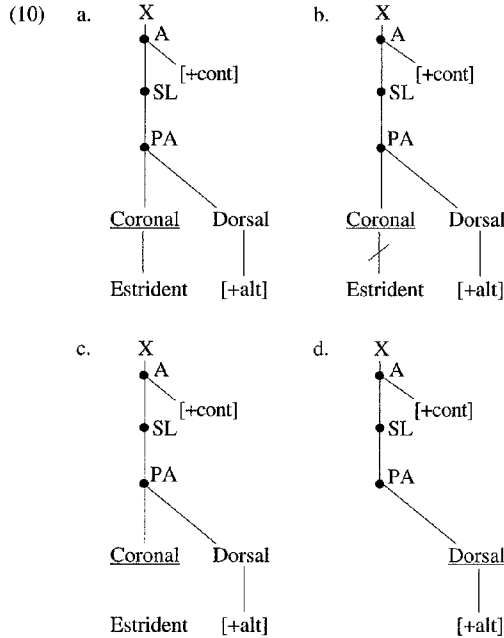 (10) a. X b. X
A A
[+cont] [+cont]
SL SL
PA PA
Coronal Dorsal Coronal Dorsal
Estrident [+alt] Estrident [+alt]
c. X d. X
A A
[+cont] [+cont]
SL SL
PA PA
Coronal Dorsal Dorsal
Estrident [+alt] [+alt]